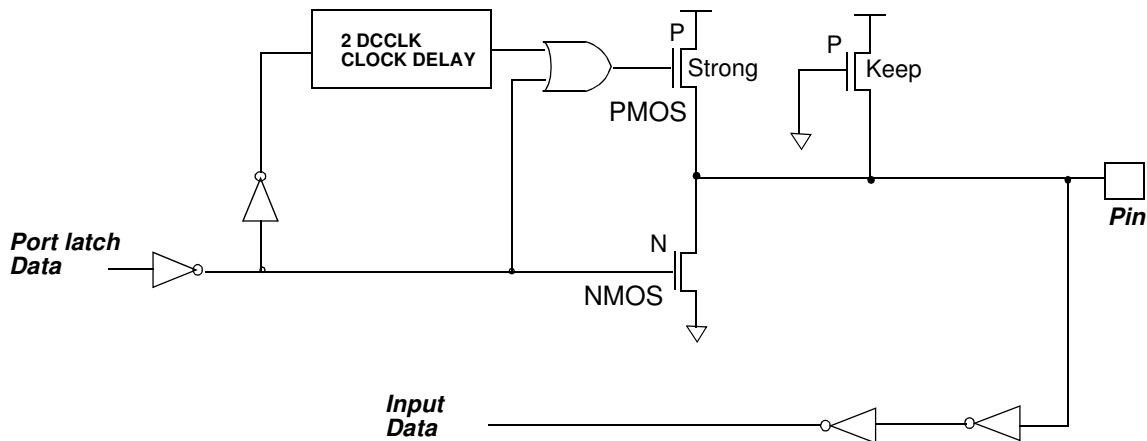 2 DCCLK
CLOCK DELAY
P
Strong
PMOS
P
Keep
Pin
Port latch
Data
N
NMOS
Input
Data